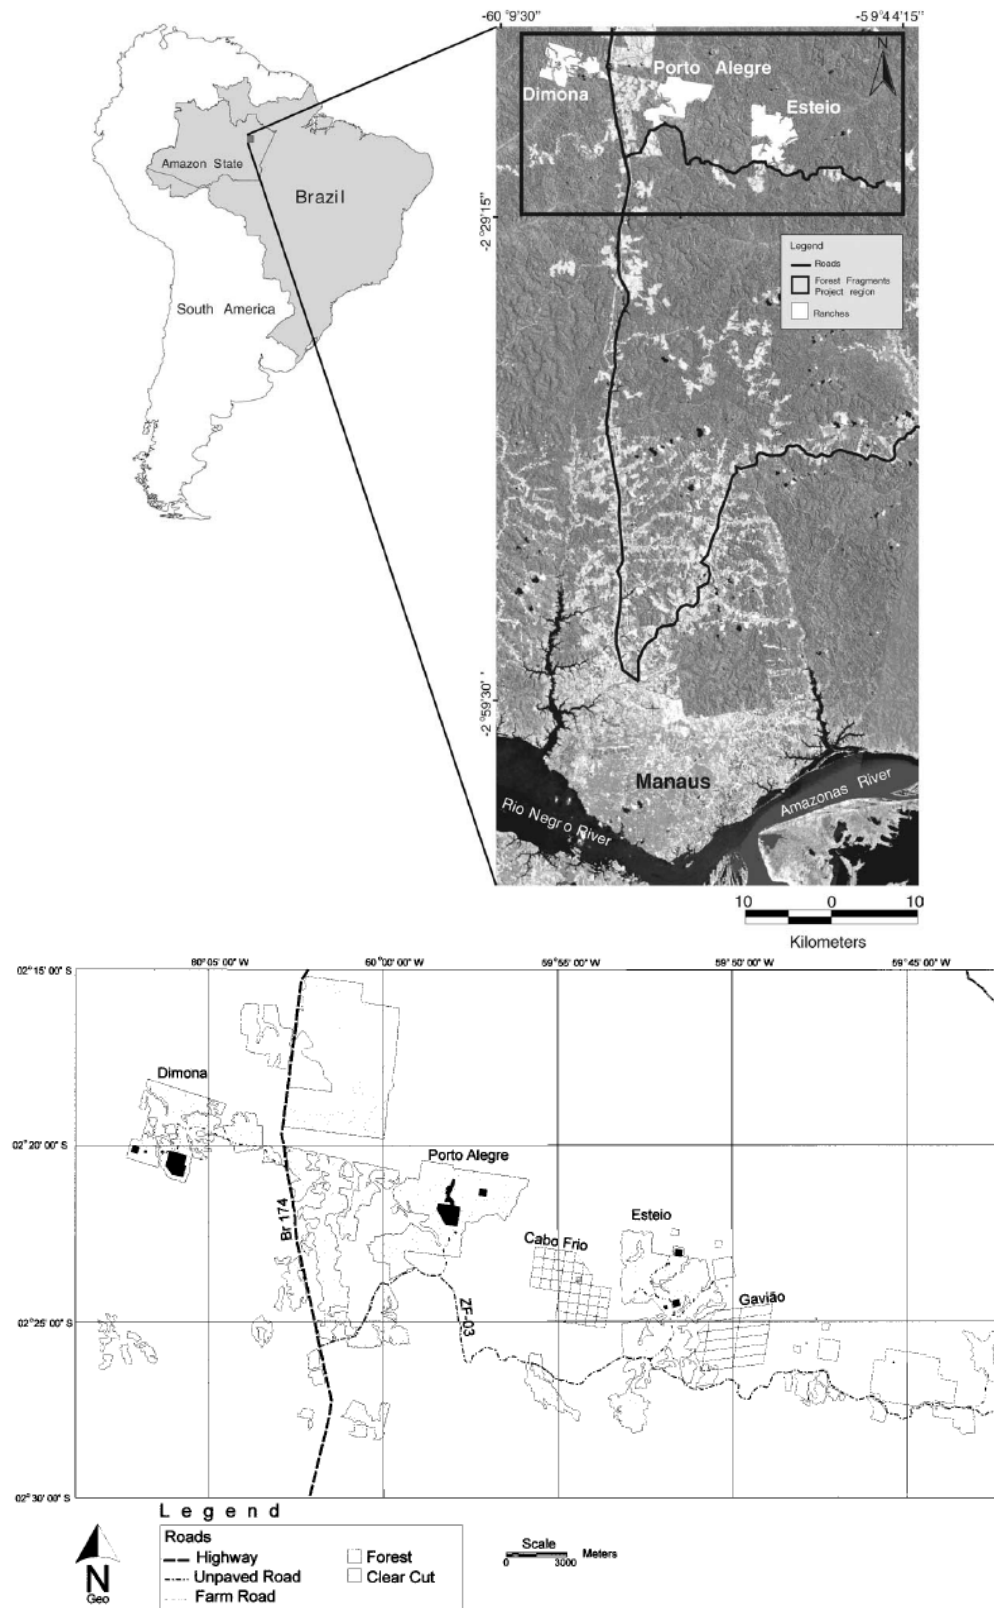 -60 °9'30"
-59°44'15"
N
Dimona
Porto Alegre
Esteio
Amazon State
Brazil
South America
-2 °29'15"
Legend
Roads
Forest Fragments
Project region
Ranches
-2 °59'30''
Manaus
Rio Negro River
Amazonas River
10 0 10
Kilometers
60°00' 00" W
59°55' 00" W
59°50' 00" W
59°45' 00" W
02°15' 00" S
Dimona
02°20' 00" S
Porto Alegre
Br 174
Esteio
Cabo Frio
Gavião
ZF-03
02°25' 00" S
02°30' 00" S
Legend
Roads
Highway
Unpaved Road
Farm Road
Forest
Clear Cut
Scale
0 3000 Meters
N
Geo